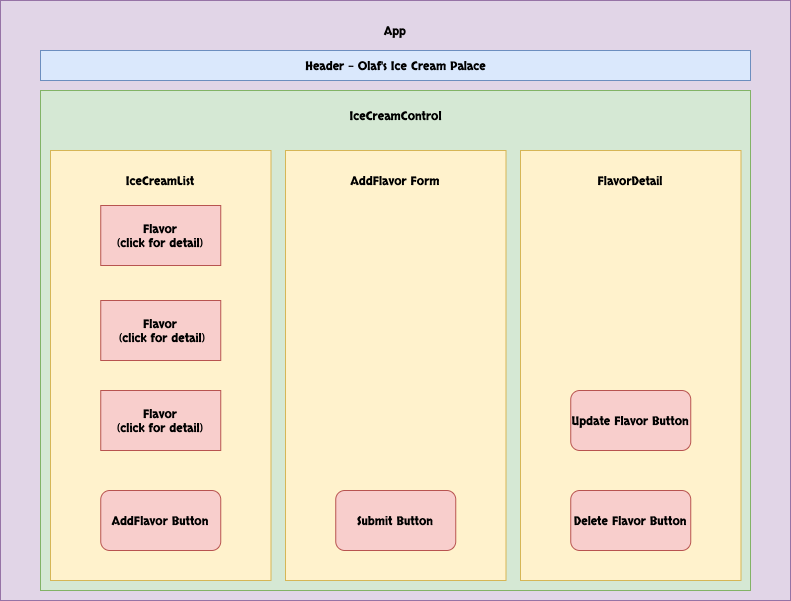 App
Header - Olaf's Ice Cream Palace
IceCreamControl
IceCreamList
Flavor
(click for detail)
Flavor
(click for detail)
Flavor
(click for detail)
AddFlavor Button
AddFlavor Form
Submit Button
FlavorDetail
Update Flavor Button
Delete Flavor Button